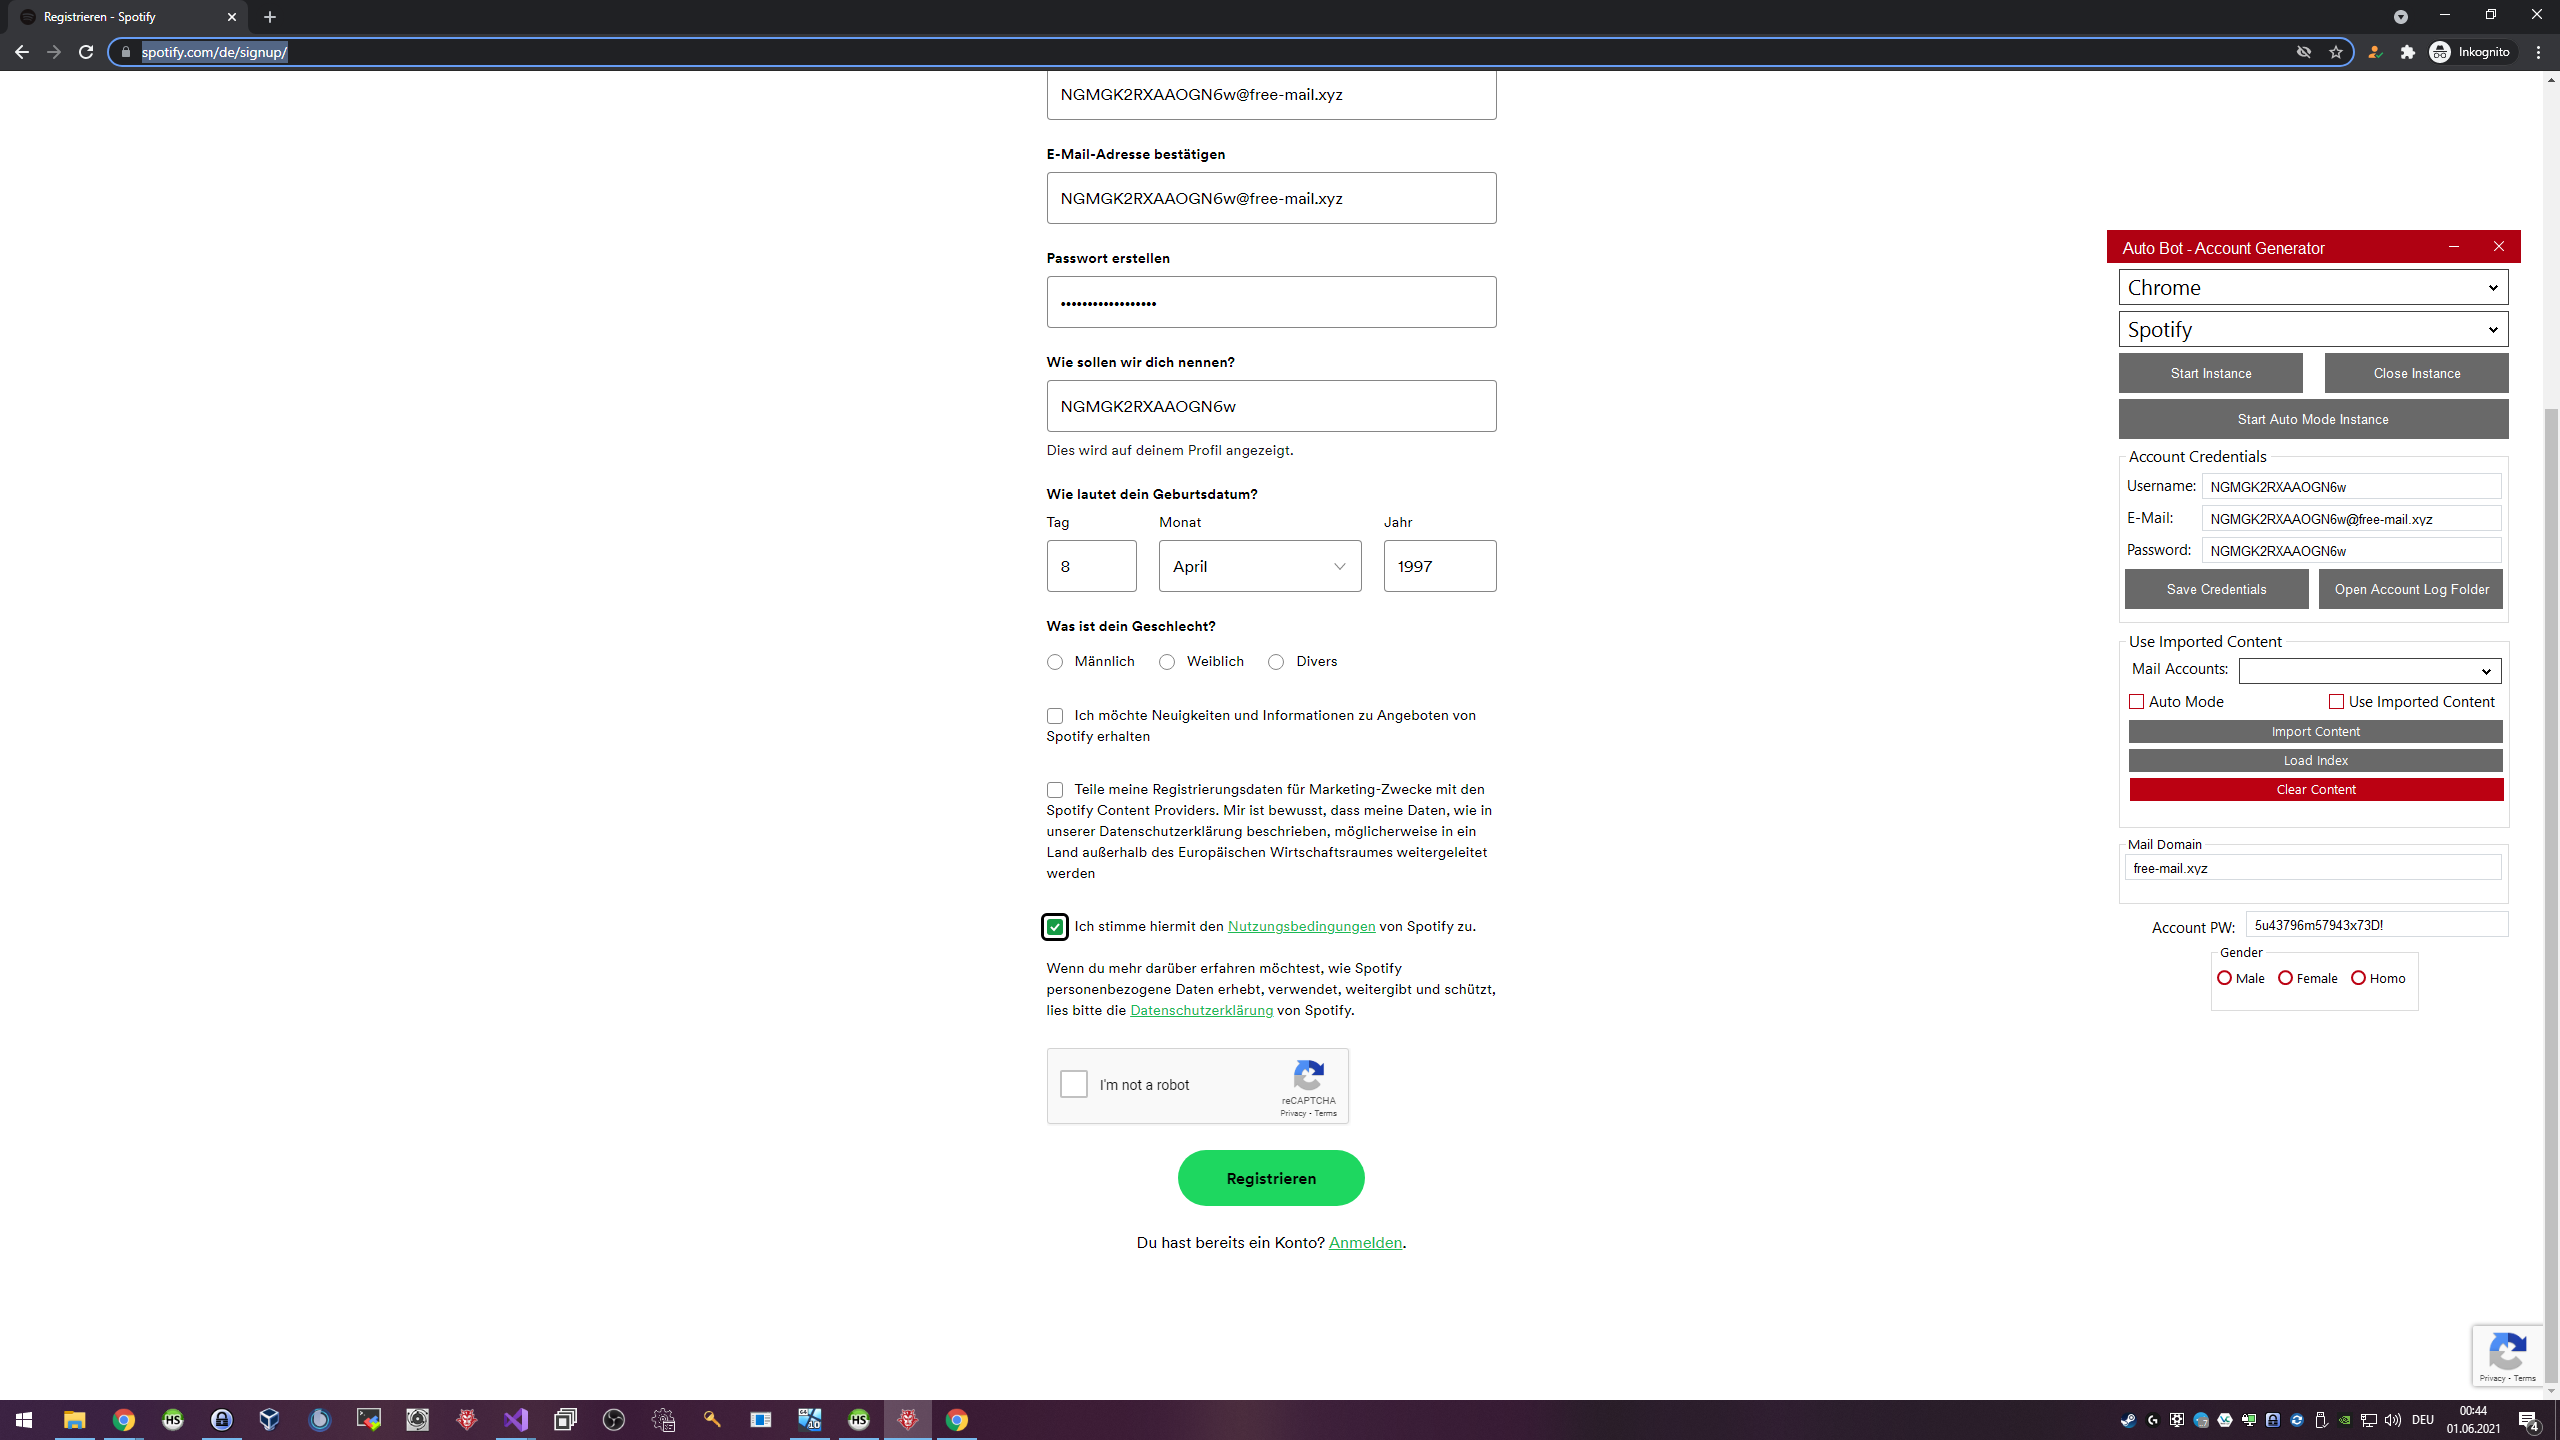 Registrieren - Spotify
spotify.com/de/signup/
Inkognito
NGMGK2RXAAOGN6w@free-mail.xyz
E-Mail-Adresse bestätigen
NGMGK2RXAAOGN6w@free-mail.xyz
Passwort erstellen
••••••••••••••••••
Wie sollen wir dich nennen?
NGMGK2RXAAOGN6w
Dies wird auf deinem Profil angezeigt.
Wie lautet dein Geburtsdatum?
Tag Monat Jahr
8 April 1997
Was ist dein Geschlecht?
Männlich Weiblich Divers
Ich möchte Neuigkeiten und Informationen zu Angeboten von
Spotify erhalten
Teile meine Registrierungsdaten für Marketing-Zwecke mit den
Spotify Content Providers. Mir ist bewusst, dass meine Daten, wie in
unserer Datenschutzerklärung beschrieben, möglicherweise in ein
Land außerhalb des Europäischen Wirtschaftsraumes weitergeleitet
werden
Ich stimme hiermit den Nutzungsbedingungen von Spotify zu.
Wenn du mehr darüber erfahren möchtest, wie Spotify
personenbezogene Daten erhebt, verwendet, weitergibt und schützt,
lies bitte die Datenschutzerklärung von Spotify.
I'm not a robot
reCAPTCHA
Privacy - Terms
Registrieren
Du hast bereits ein Konto? Anmelden.
Auto Bot - Account Generator
Chrome
Spotify
Start Instance Close Instance
Start Auto Mode Instance
Account Credentials
Username: NGMGK2RXAAOGN6w
E-Mail: NGMGK2RXAAOGN6w@free-mail.xyz
Password: NGMGK2RXAAOGN6w
Save Credentials Open Account Log Folder
Use Imported Content
Mail Accounts:
Auto Mode Use Imported Content
Import Content
Load Index
Clear Content
Mail Domain
free-mail.xyz
Account PW: 5u43796m57943x73D!
Gender
Male Female Homo
Privacy - Terms
HS
64
10
HS
DEU
00:44
01.06.2021
4